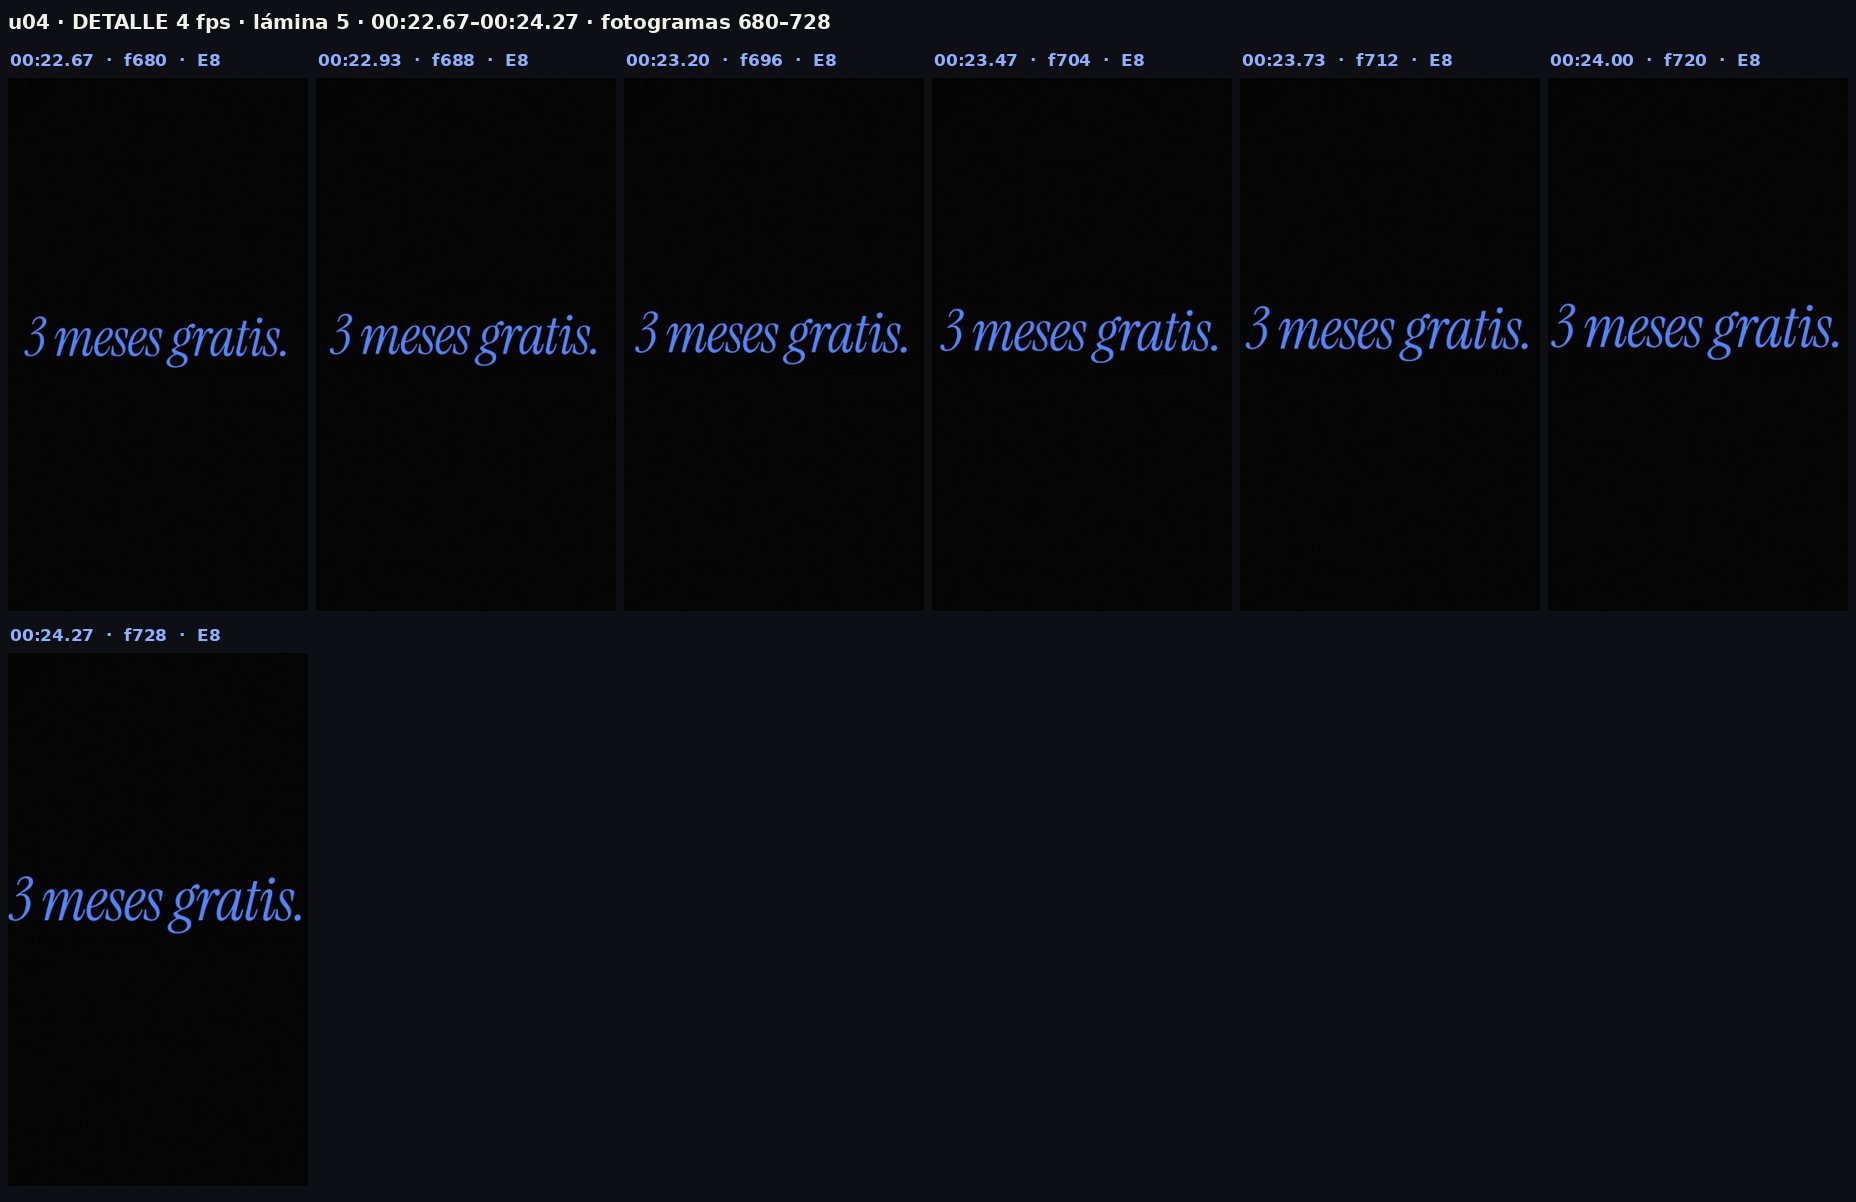 u04 · DETALLE 4 fps · lámina 5 · 00:22.67–00:24.27 · fotogramas 680–728
00:22.67 · f680 · E8
3 meses gratis.
00:22.93 · f688 · E8
3 meses gratis.
00:23.20 · f696 · E8
3 meses gratis.
00:23.47 · f704 · E8
3 meses gratis.
00:23.73 · f712 · E8
3 meses gratis.
00:24.00 · f720 · E8
3 meses gratis.
00:24.27 · f728 · E8
3 meses gratis.